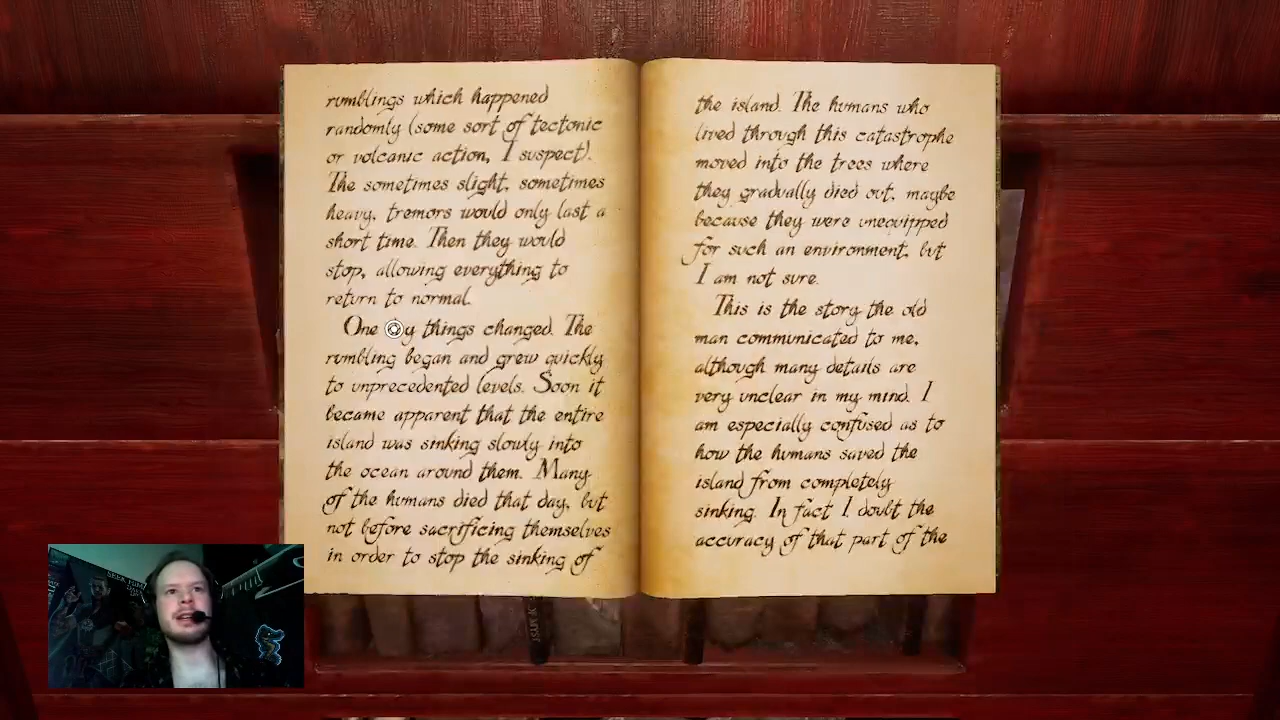 rumblings which happened
randomly (some sort of tectonic
or volcanic action, I suspect).
The sometimes slight, sometimes
heavy, tremors would only last a
short time. Then they would
stop, allowing everything to
return to normal.
One things changed. The
rumbling began and grew quickly
to unprecedented levels. Soon it
became apparent that the entire
island was sinking slowly into
the ocean around them. Many
of the humans died that day, but
not before sacrificing themselves
in order to stop the sinking of
the island. The humans who
lived through this catastrophe
moved into the trees where
they gradually died out, maybe
because they were unequipped
for such an environment, but
I am not sure.
This is the story the old
man communicated to me,
although many details are
very unclear in my mind. I
am especially confused as to
how the humans saved the
island from completely
sinking. In fact I doubt the
accuracy of that part of the
SEEK